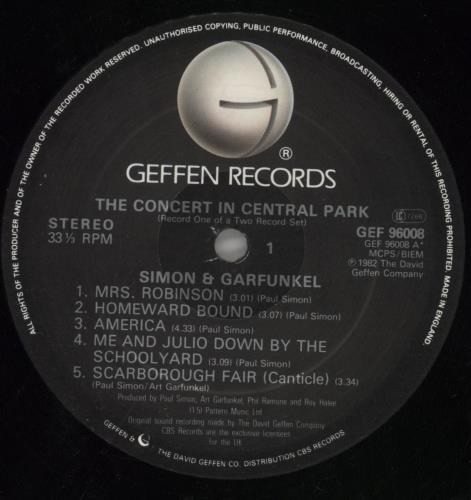 ALL RIGHTS OF THE PRODUCER AND OF THE OWNER OF THE RECORDED WORK RESERVED. UNAUTHORISED COPYING, PUBLIC PERFORMANCE, BROADCASTING, HIRING OR RENTAL OF THIS RECORDING PROHIBITED. MADE IN ENGLAND.
G
®
GEFFEN RECORDS
THE CONCERT IN CENTRAL PARK
(Record One of a Two Record Set)
LC 7266
STEREO
33⅓ RPM
1
GEF 96008
GEF 96008 A*
MCPS/BIEM
℗1982 The David
Geffen Company
SIMON & GARFUNKEL
1. MRS. ROBINSON (3.01) (Paul Simon)
2. HOMEWARD BOUND (3.07) (Paul Simon)
3. AMERICA (4.33) (Paul Simon)
4. ME AND JULIO DOWN BY THE
SCHOOLYARD (3.09) (Paul Simon)
5. SCARBOROUGH FAIR (Canticle) (3.34)
(Paul Simon/Art Garfunkel)
Produced by Paul Simon, Art Garfunkel, Phil Ramone and Roy Halee
(1.5) Pattern Music Ltd
Original sound recording made by The David Geffen Company
CBS Records are the exclusive licensees
for the UK
GEFFEN & THE DAVID GEFFEN CO. DISTRIBUTION CBS RECORDS